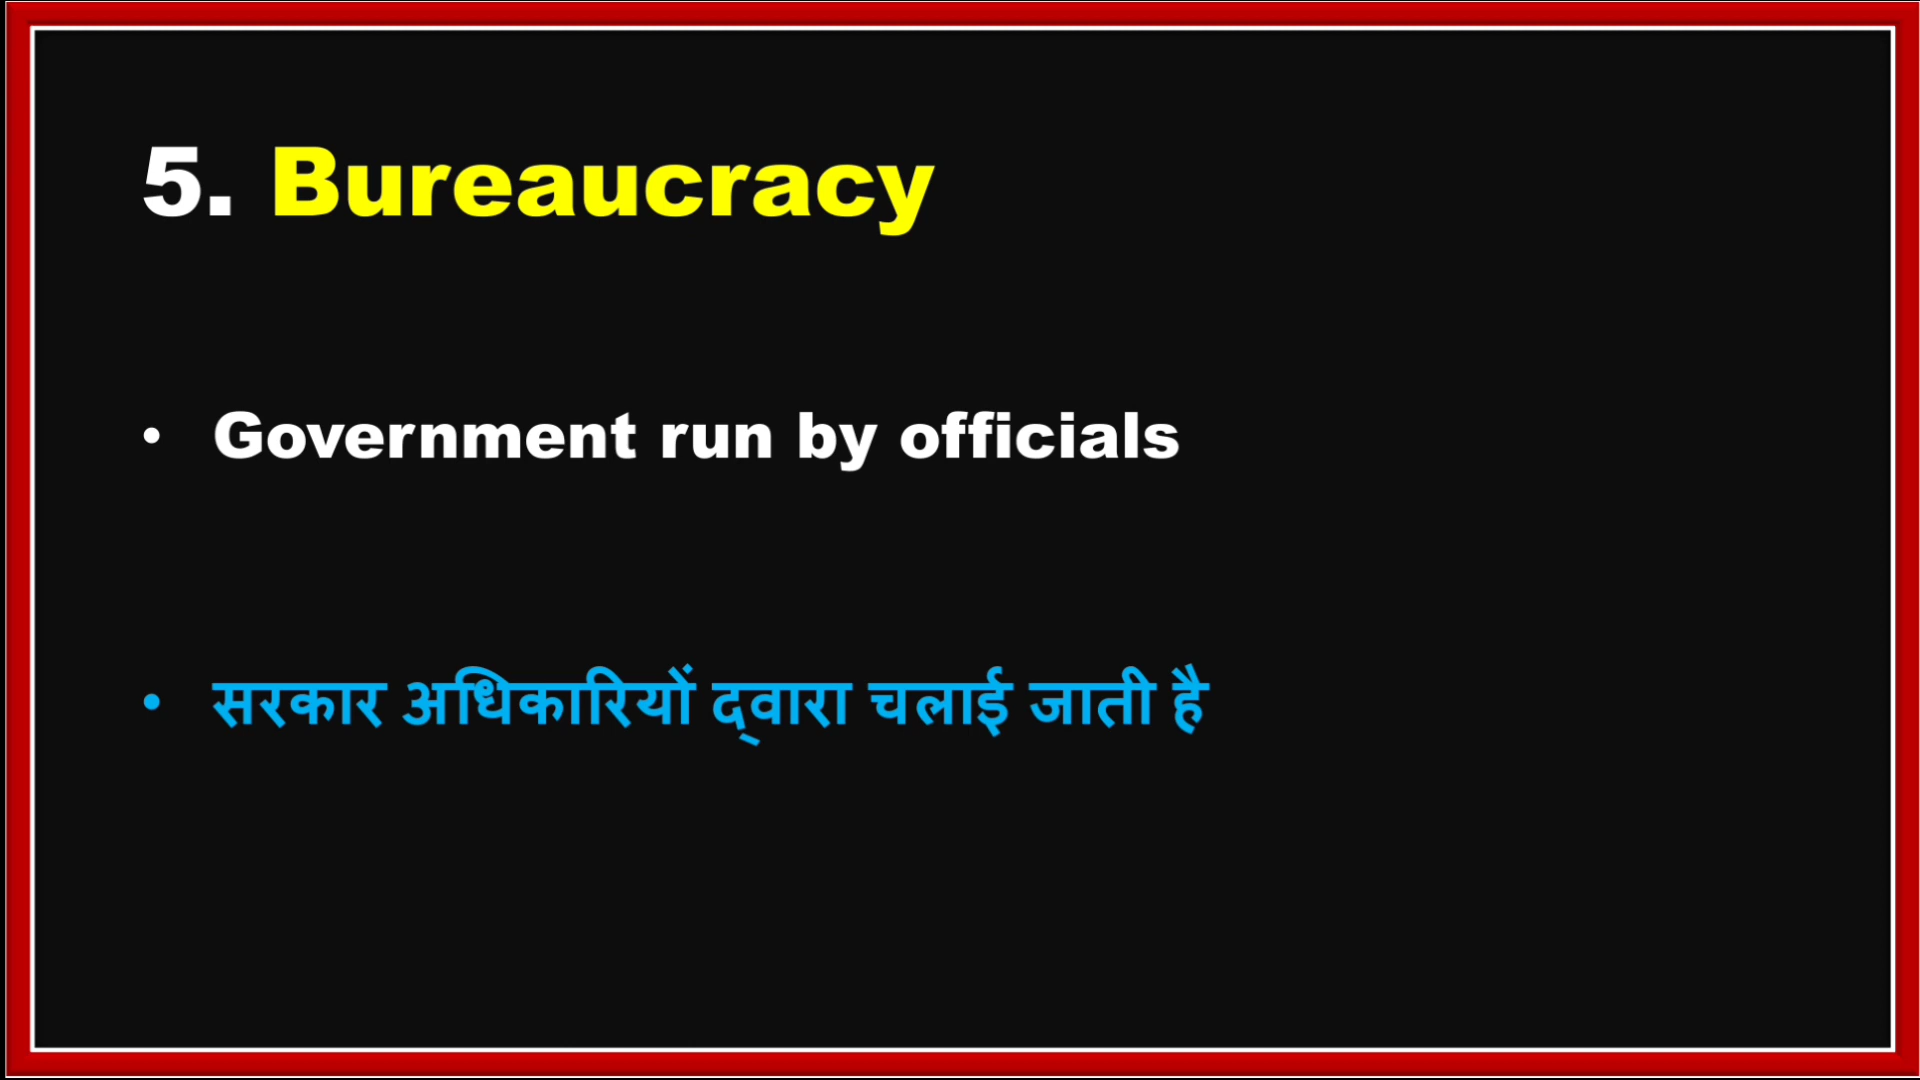 5. Bureaucracy
• Government run by officials
• सरकार अधिकारियों द्वारा चलाई जाती है